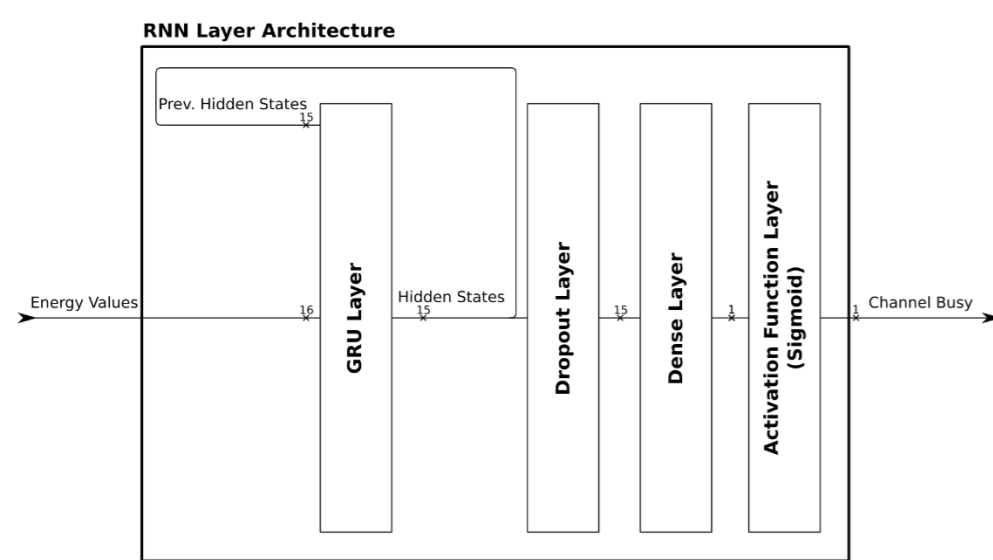 RNN Layer Architecture
Prev. Hidden States
15
Energy Values
16
GRU Layer
Hidden States
15
Dropout Layer
15
Dense Layer
1
Activation Function Layer
(Sigmoid)
1
Channel Busy